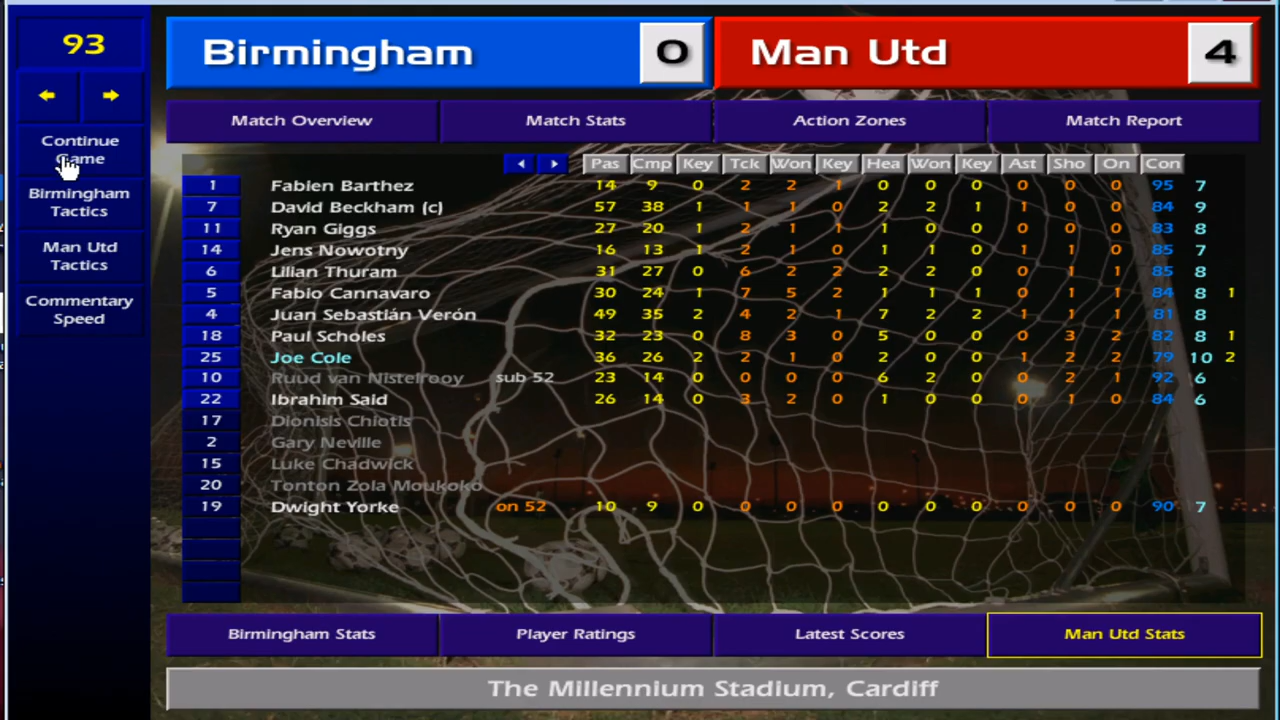 93
Birmingham 0 Man Utd 4
Continue Game
Birmingham Tactics
Man Utd Tactics
Commentary Speed
Match Overview Match Stats Action Zones Match Report
Pas Cmp Key Tck Won Key Hea Won Key Ast Sho On Con
1 Fabien Barthez 14 9 0 2 2 1 0 0 0 0 0 0 95 7
7 David Beckham (c) 57 38 1 1 1 0 2 2 1 1 0 0 84 9
11 Ryan Giggs 27 20 1 2 1 1 1 0 0 0 0 0 83 8
14 Jens Nowotny 16 13 1 2 1 0 1 1 0 1 1 0 85 7
6 Lilian Thuram 31 27 0 6 2 2 2 2 0 0 1 1 85 8
5 Fabio Cannavaro 30 24 1 7 5 2 1 1 1 0 1 1 84 8 1
4 Juan Sebastián Verón 49 35 2 4 2 1 7 2 2 1 1 1 81 8
18 Paul Scholes 32 23 0 8 3 0 5 0 0 0 3 2 82 8 1
25 Joe Cole 36 26 2 2 1 0 2 0 0 1 2 2 79 10 2
10 Ruud van Nistelrooy sub 52 23 14 0 0 0 0 6 2 0 0 2 1 92 6
22 Ibrahim Said 26 14 0 3 2 0 1 0 0 0 1 0 84 6
17 Dionisis Chiotis
2 Gary Neville
15 Luke Chadwick
20 Tonton Zola Moukoko
19 Dwight Yorke on 52 10 9 0 0 0 0 0 0 0 0 0 0 90 7
Birmingham Stats Player Ratings Latest Scores Man Utd Stats
The Millennium Stadium, Cardiff